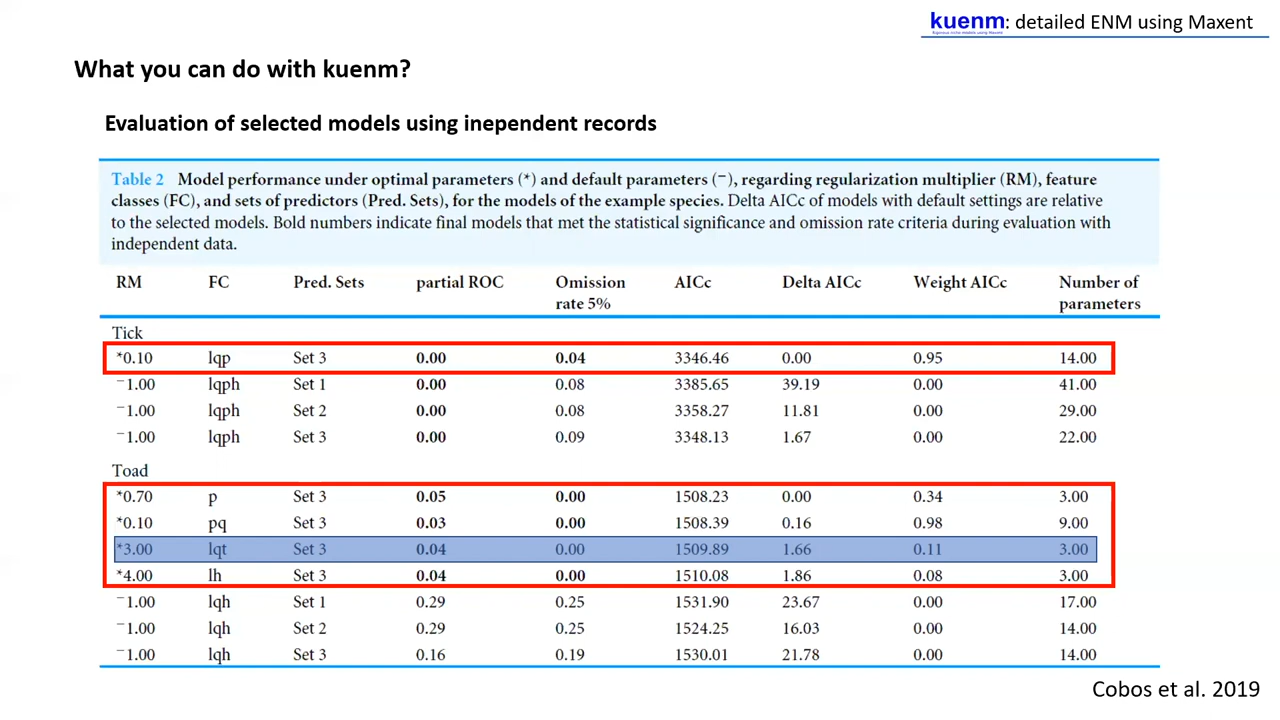 kuenm: detailed ENM using Maxent
Rigorous niche models using Maxent
What you can do with kuenm?
Evaluation of selected models using inependent records
Table 2 Model performance under optimal parameters (*) and default parameters (−), regarding regularization multiplier (RM), feature
classes (FC), and sets of predictors (Pred. Sets), for the models of the example species. Delta AICc of models with default settings are relative
to the selected models. Bold numbers indicate final models that met the statistical significance and omission rate criteria during evaluation with
independent data.
RM FC Pred. Sets partial ROC Omission rate 5% AICc Delta AICc Weight AICc Number of parameters
Tick
*0.10 lqp Set 3 0.00 0.04 3346.46 0.00 0.95 14.00
−1.00 lqph Set 1 0.00 0.08 3385.65 39.19 0.00 41.00
−1.00 lqph Set 2 0.00 0.08 3358.27 11.81 0.00 29.00
−1.00 lqph Set 3 0.00 0.09 3348.13 1.67 0.00 22.00
Toad
*0.70 p Set 3 0.05 0.00 1508.23 0.00 0.34 3.00
*0.10 pq Set 3 0.03 0.00 1508.39 0.16 0.98 9.00
*3.00 lqt Set 3 0.04 0.00 1509.89 1.66 0.11 3.00
*4.00 lh Set 3 0.04 0.00 1510.08 1.86 0.08 3.00
−1.00 lqh Set 1 0.29 0.25 1531.90 23.67 0.00 17.00
−1.00 lqh Set 2 0.29 0.25 1524.25 16.03 0.00 14.00
−1.00 lqh Set 3 0.16 0.19 1530.01 21.78 0.00 14.00
Cobos et al. 2019